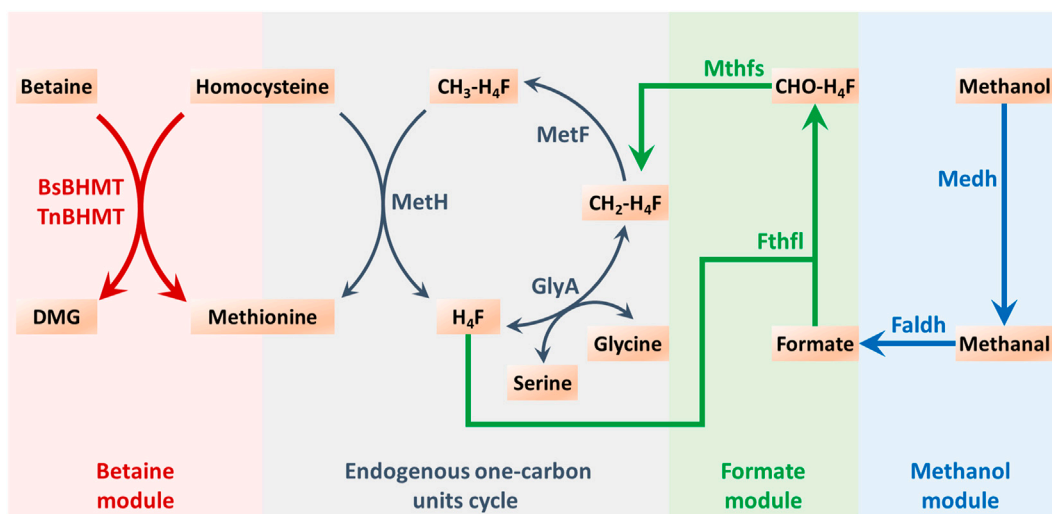 Betaine
Homocysteine
CH₃-H₄F
Mthfs
CHO-H₄F
Methanol
MetF
BsBHMT
TnBHMT
MetH
CH₂-H₄F
Medh
Fthfl
GlyA
DMG
Methionine
H₄F
Glycine
Formate
Faldh
Methanal
Serine
Betaine
module
Endogenous one-carbon
units cycle
Formate
module
Methanol
module